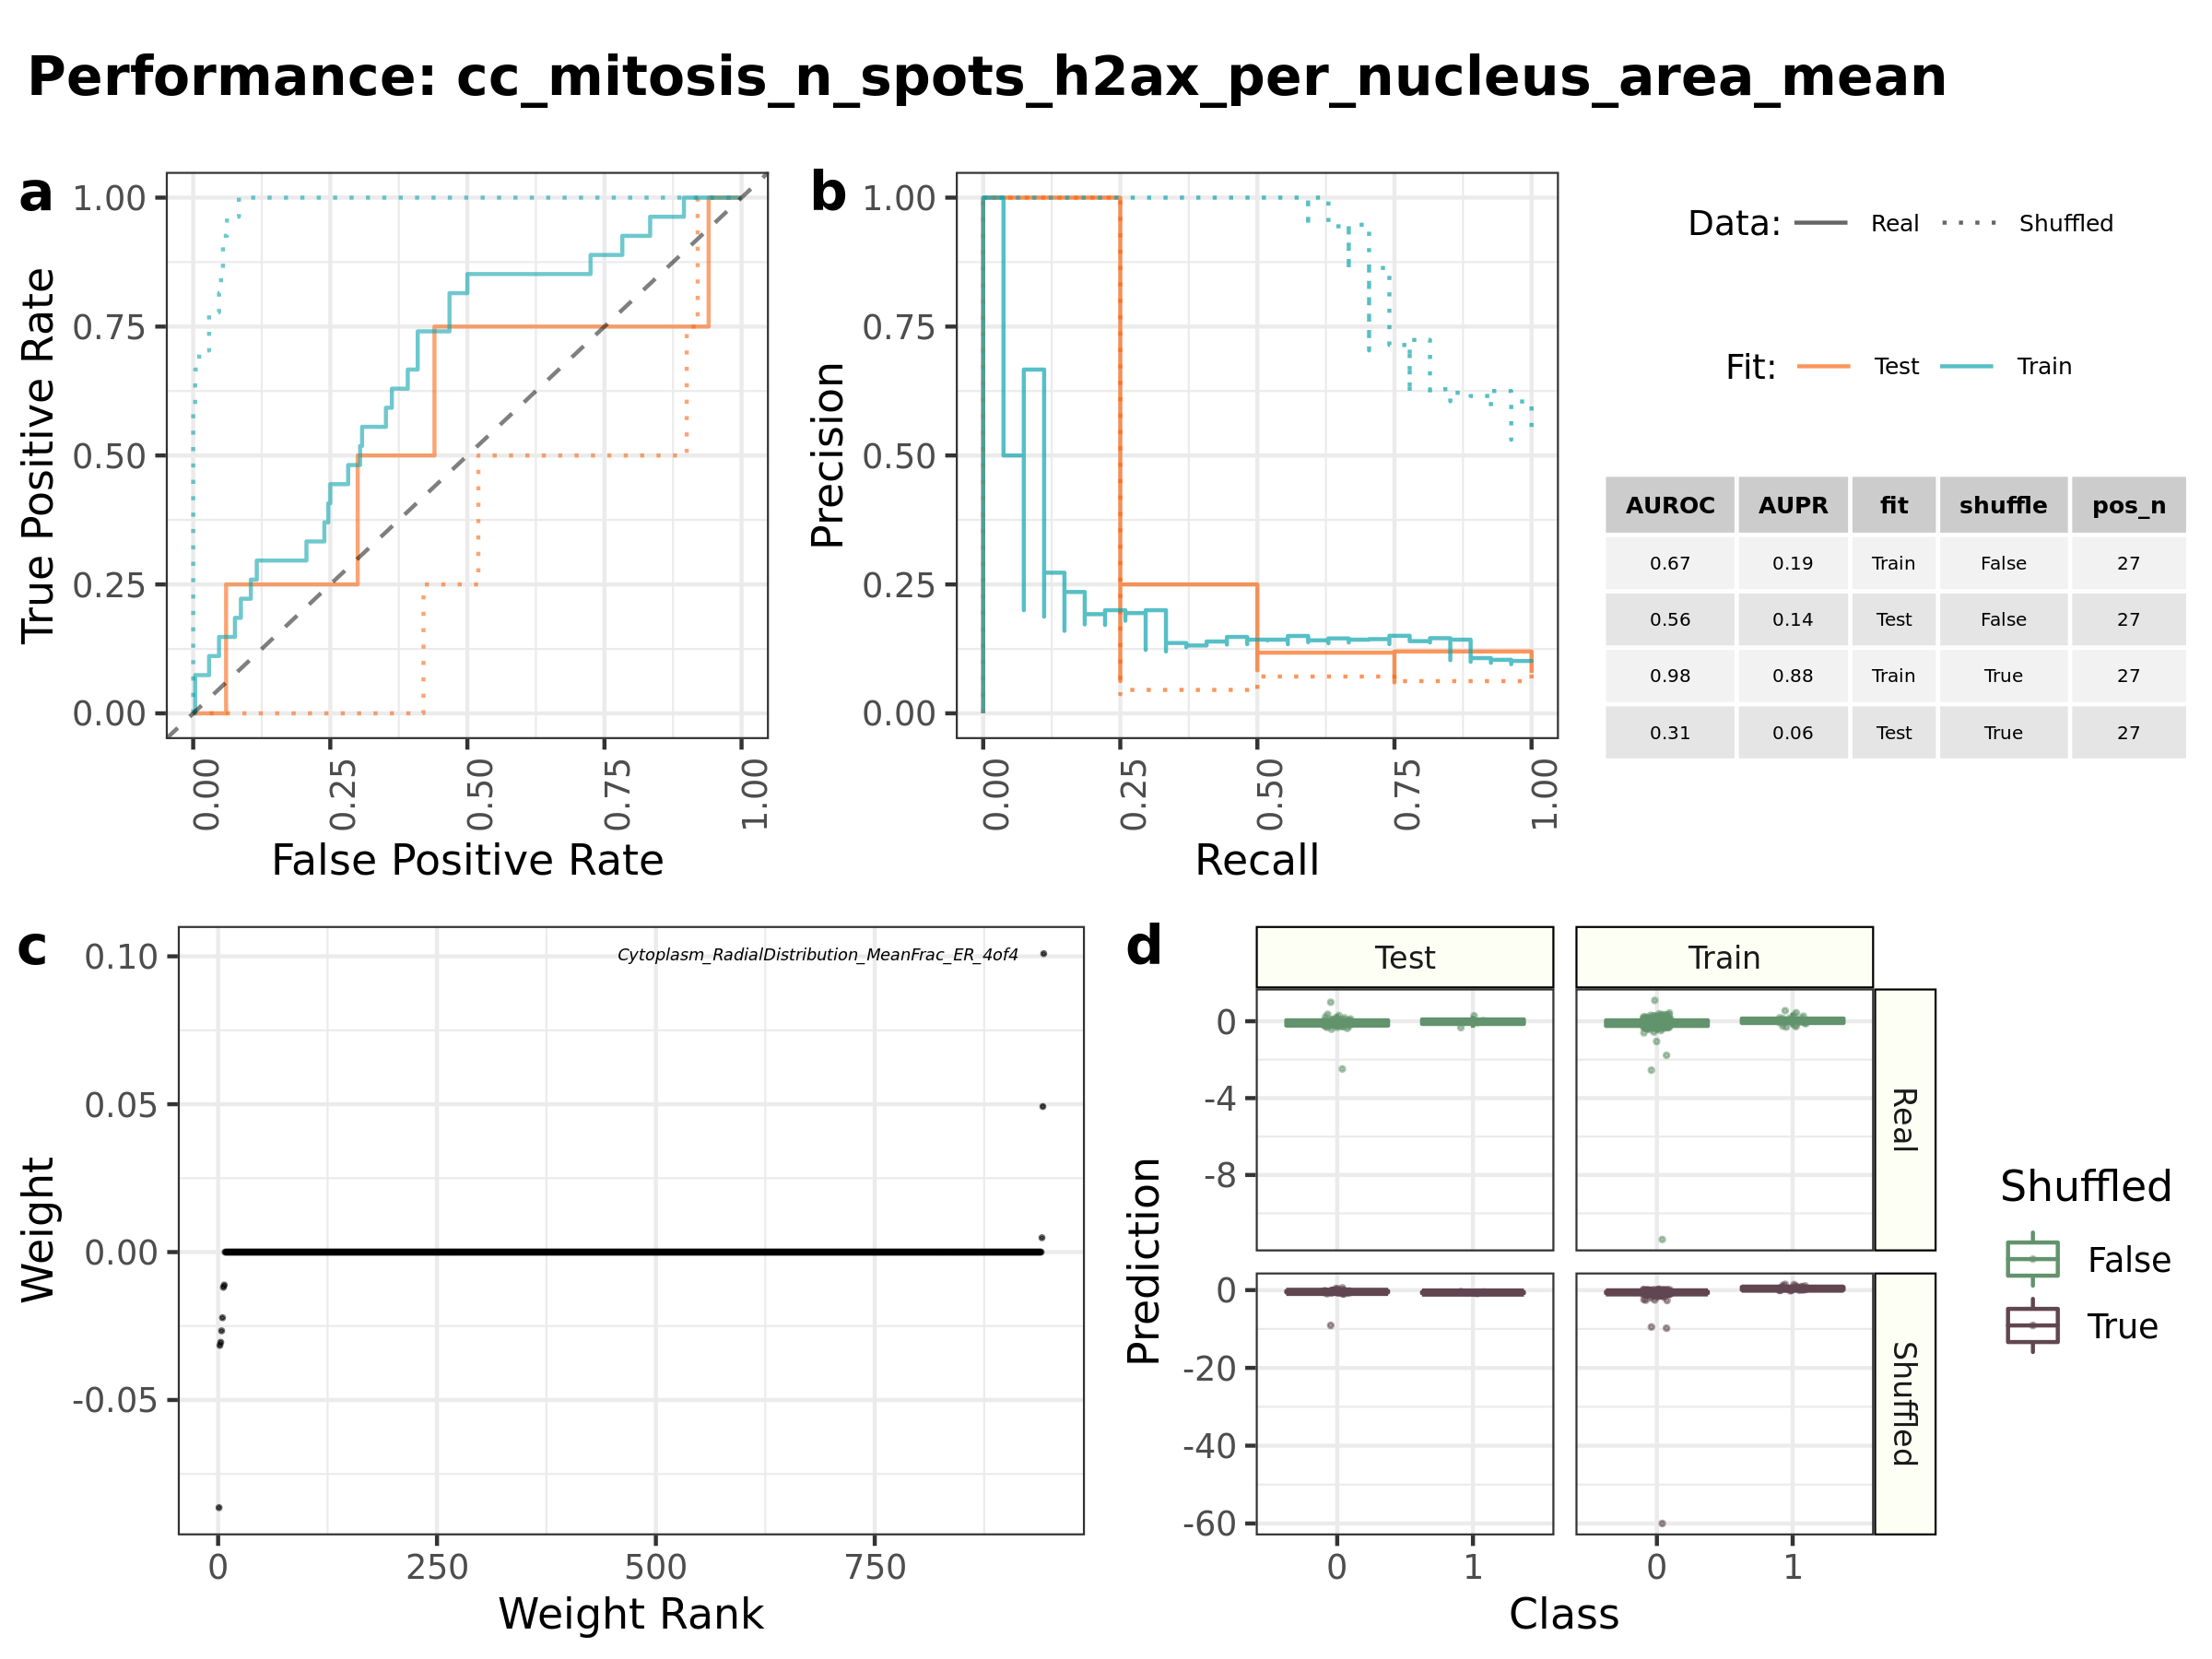 Performance: cc_mitosis_n_spots_h2ax_per_nucleus_area_mean
a
True Positive Rate
1.00
0.75
0.50
0.25
0.00
0.00 0.25 0.50 0.75 1.00
False Positive Rate
b
Precision
1.00
0.75
0.50
0.25
0.00
0.00 0.25 0.50 0.75 1.00
Recall
Data: Real Shuffled
Fit: Test Train
AUROC AUPR fit shuffle pos_n
0.67 0.19 Train False 27
0.56 0.14 Test False 27
0.98 0.88 Train True 27
0.31 0.06 Test True 27
c
Weight
0.10
0.05
0.00
-0.05
Cytoplasm_RadialDistribution_MeanFrac_ER_4of4
0 250 500 750
Weight Rank
d
Prediction
Test Train
0
-4
-8
Real
0
-20
-40
-60
Shuffled
0 1 0 1
Class
Shuffled
False
True